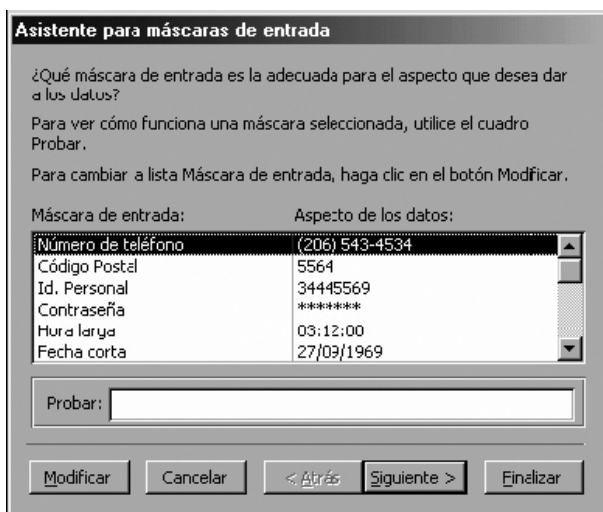 Asistente para máscaras de entrada
¿Qué máscara de entrada es la adecuada para el aspecto que desea dar
a los datos?
Para ver cómo funciona una máscara seleccionada, utilice el cuadro
Probar.
Para cambiar a lista Máscara de entrada, haga clic en el botón Modificar.
Máscara de entrada: Aspecto de los datos:
Número de teléfono (206) 543-4534
Código Postal 5564
Id. Personal 34445569
Contraseña *******
Hora larga 03:12:00
Fecha corta 27/09/1969
Probar:
Modificar Cancelar < Atrás Siguiente > Finalizar